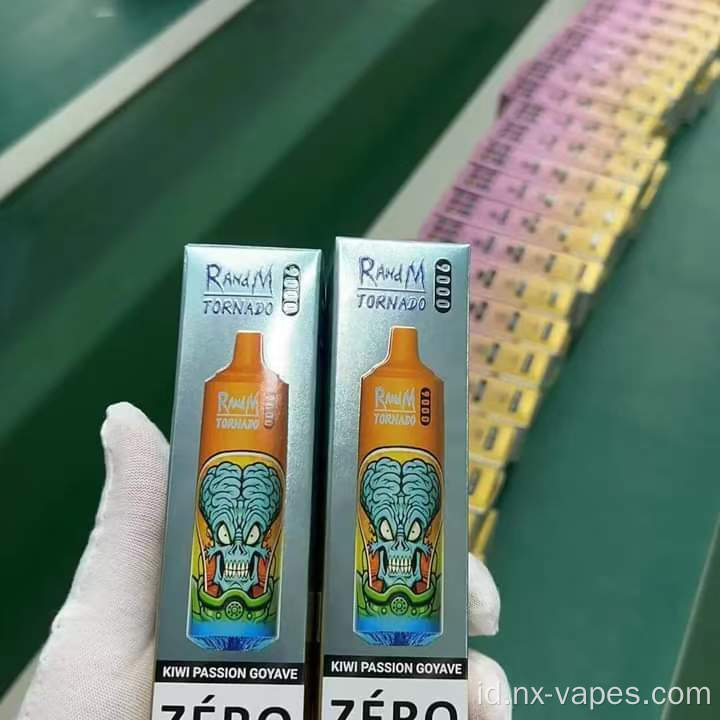 RANDM
TORNADO
9000
RANDM
TORNADO
9000
KIWI PASSION GOYAVE
ZÉRO
RANDM
TORNADO
9000
RANDM
TORNADO
9000
KIWI PASSION GOYAVE
ZÉRO
id.nx-vapes.com